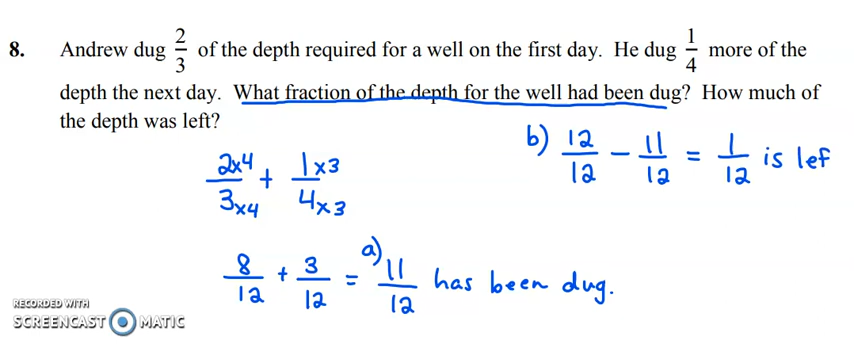 8. Andrew dug 2/3 of the depth required for a well on the first day. He dug 1/4 more of the
depth the next day. What fraction of the depth for the well had been dug? How much of
the depth was left?
b) 12/12 - 11/12 = 1/12 is lef
2x4/3x4 + 1x3/4x3
8/12 + 3/12 = a) 11/12 has been dug.
RECORDED WITH
SCREENCAST MATIC